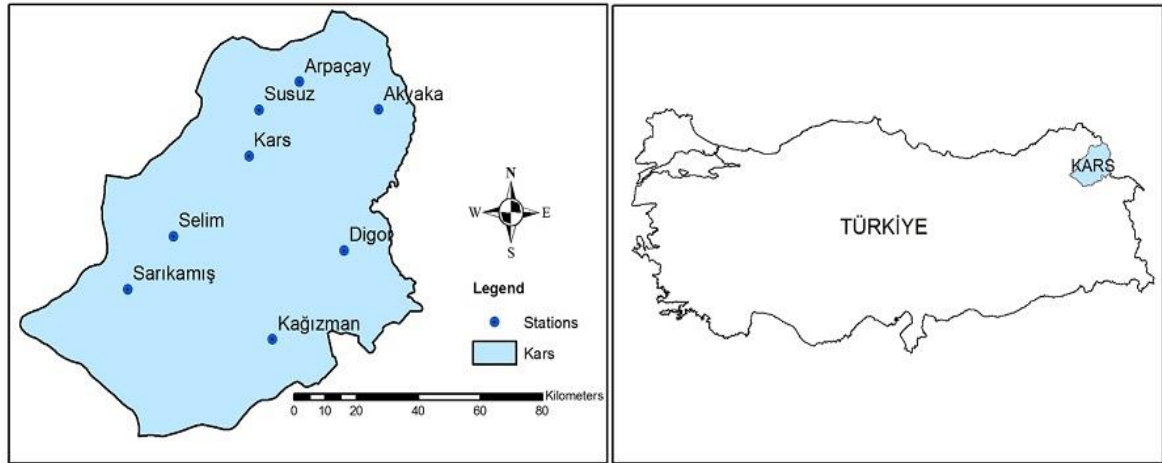 Arpaçay
Susuz
Akyaka
Kars
N
W
E
S
Selim
Digor
Sarıkamış
Legend
Kağızman
Stations
Kars
Kilometers
0 5 10 20 40 60 80
KARS
TÜRKİYE